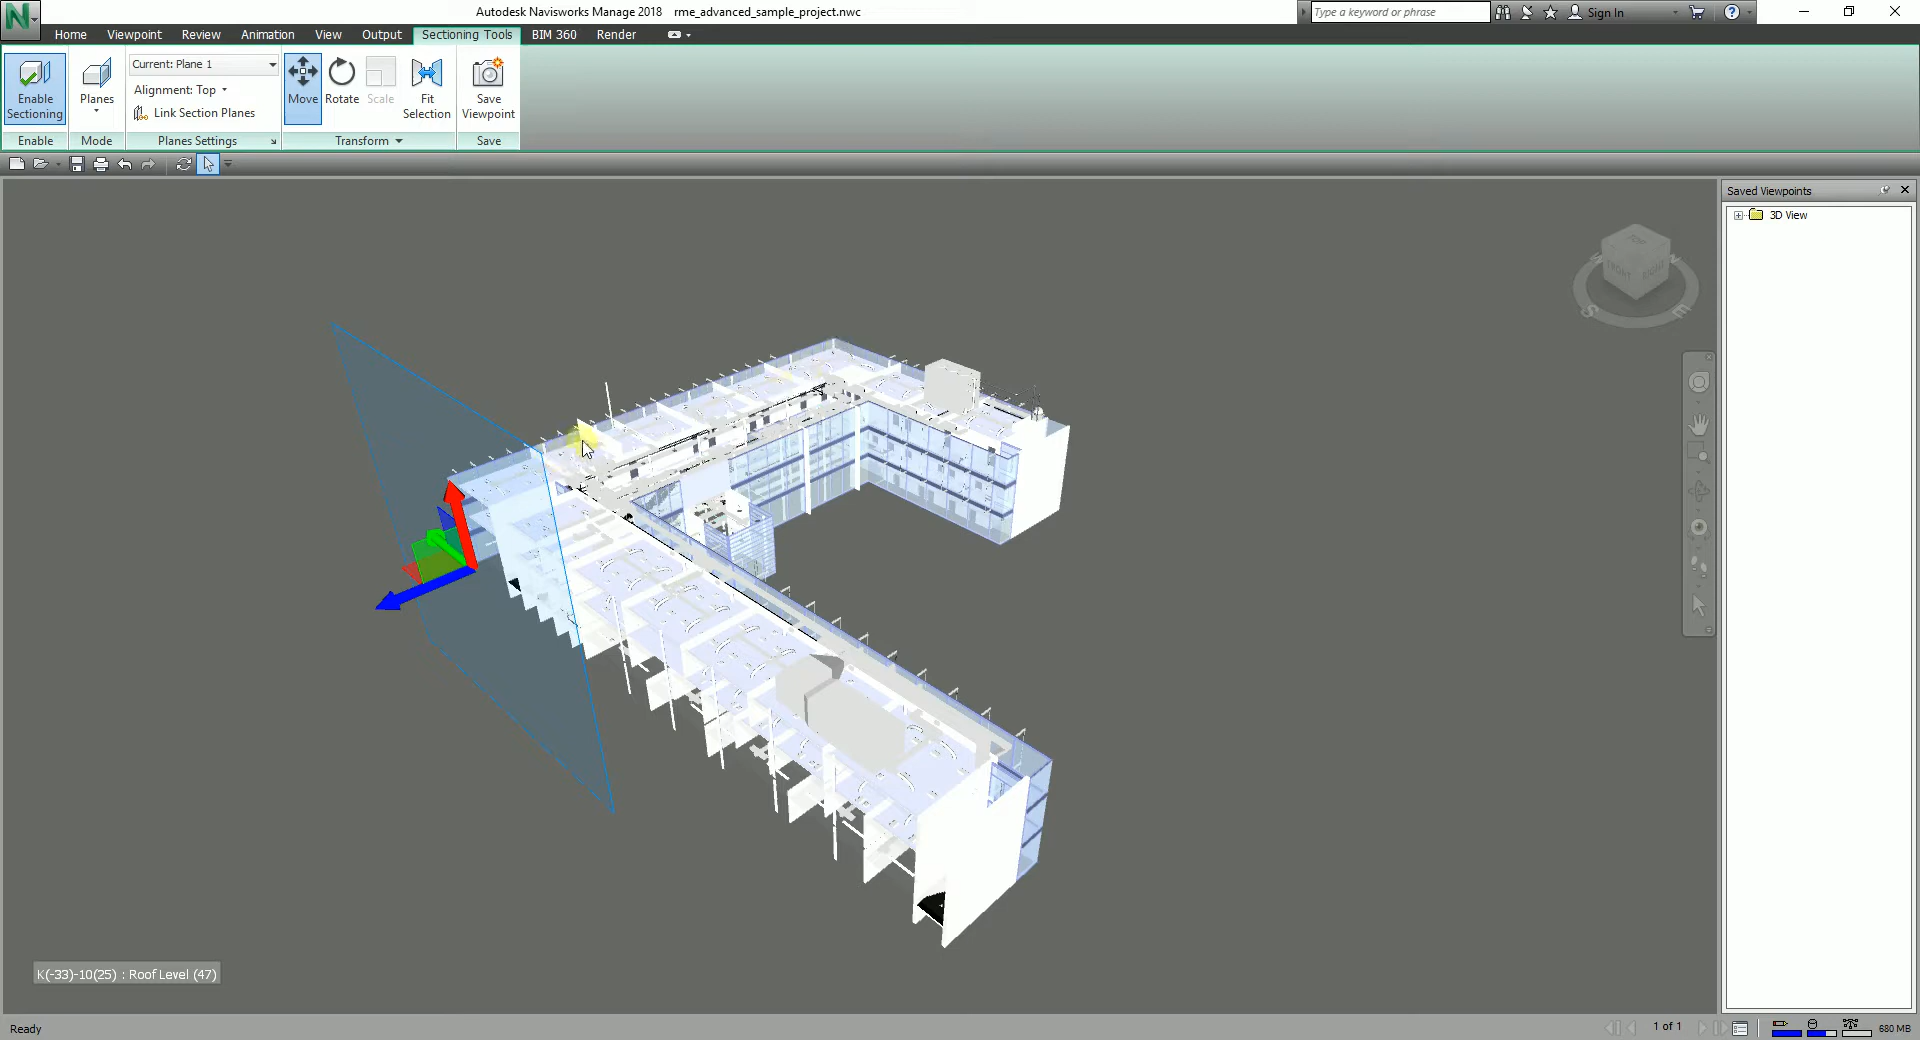 Autodesk Navisworks Manage 2018 rme_advanced_sample_project.nwc
Type a keyword or phrase
Sign In
Home Viewpoint Review Animation View Output Sectioning Tools BIM 360 Render
Enable Sectioning
Planes
Current: Plane 1
Alignment: Top
Link Section Planes
Move
Rotate
Scale
Fit Selection
Save Viewpoint
Enable Mode Planes Settings Transform Save
Saved Viewpoints
3D View
TOP
FRONT
RIGHT
S
E
N
K(-33)-10(25) : Roof Level (47)
Ready
1 of 1
680 MB